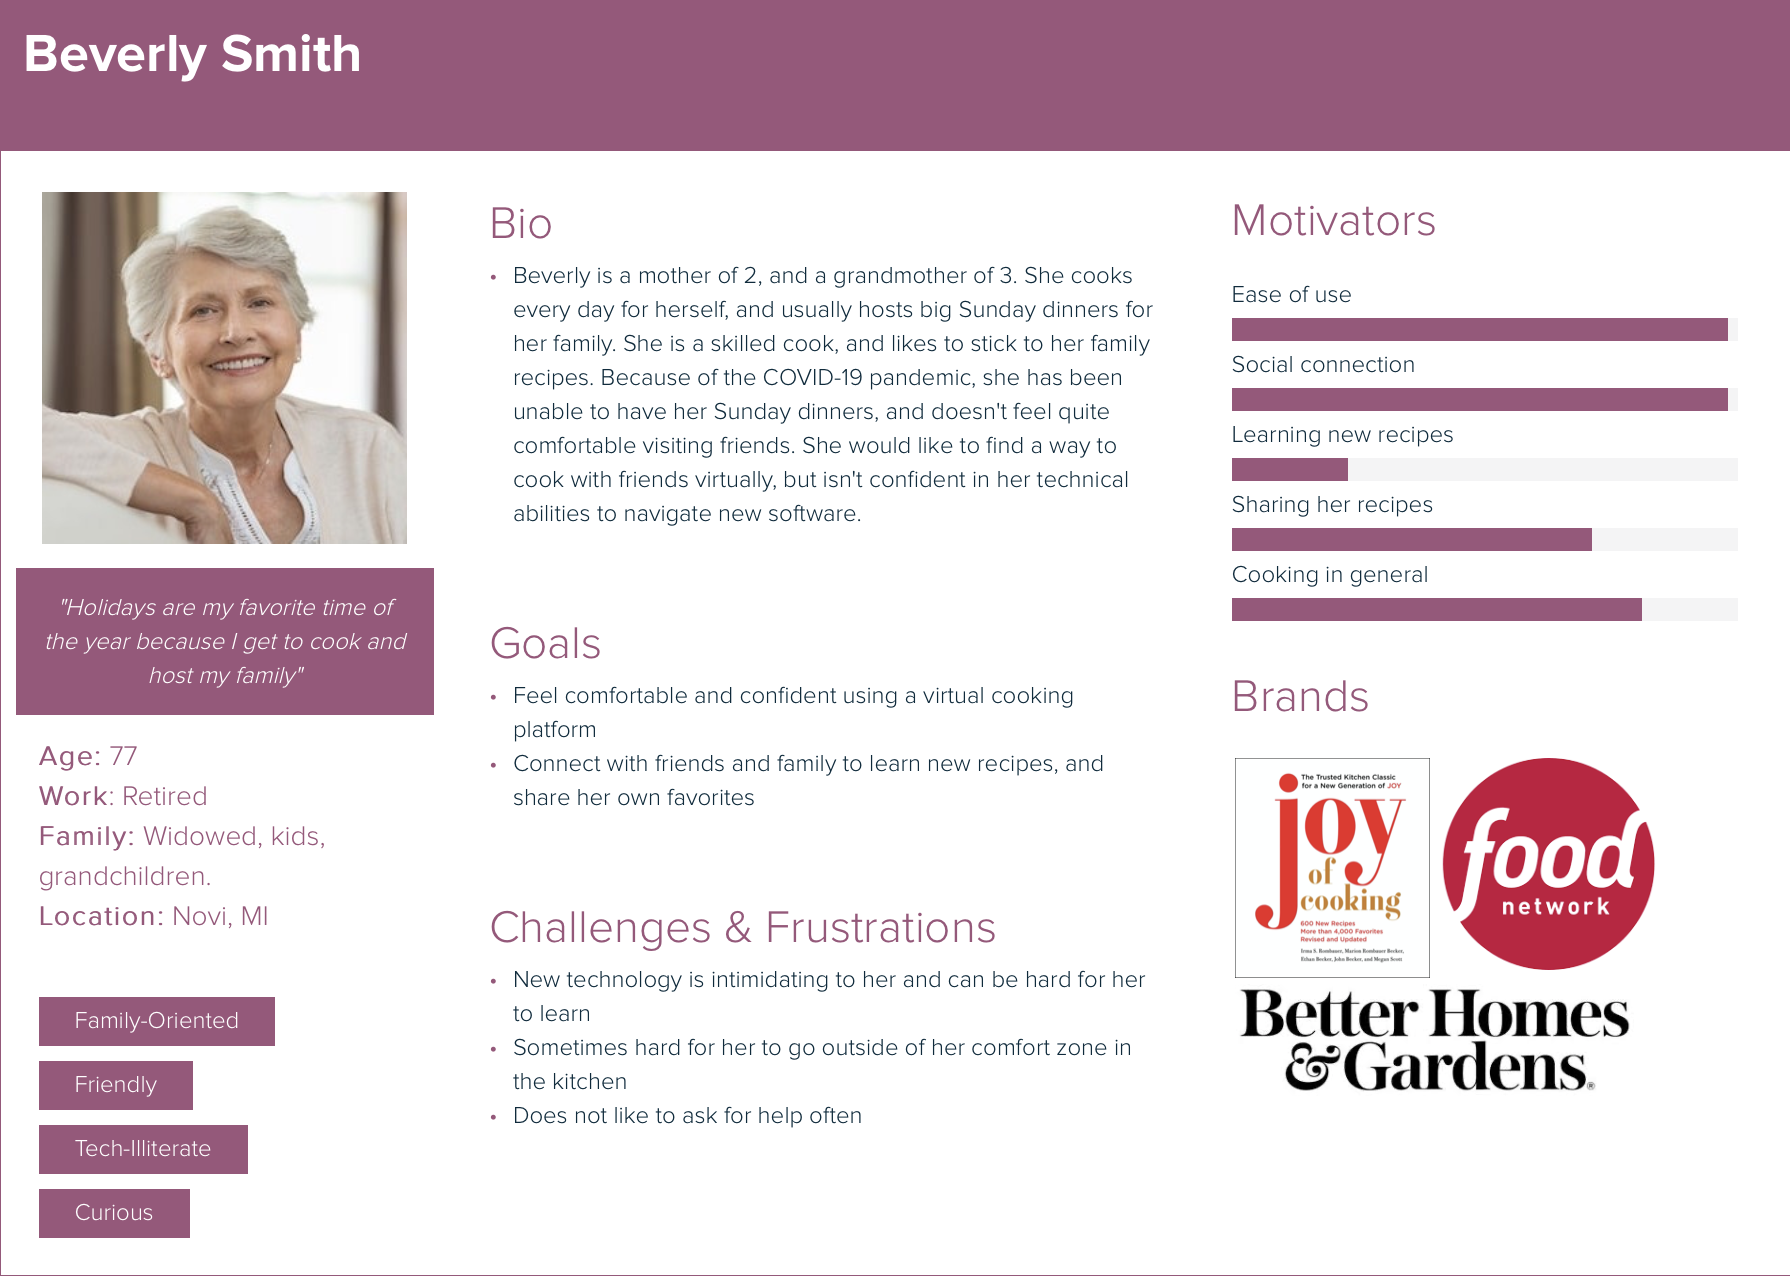 Beverly Smith
"Holidays are my favorite time of
the year because I get to cook and
host my family"
Age: 77
Work: Retired
Family: Widowed, kids,
grandchildren.
Location: Novi, MI
Family-Oriented
Friendly
Tech-Illiterate
Curious
Bio
• Beverly is a mother of 2, and a grandmother of 3. She cooks
every day for herself, and usually hosts big Sunday dinners for
her family. She is a skilled cook, and likes to stick to her family
recipes. Because of the COVID-19 pandemic, she has been
unable to have her Sunday dinners, and doesn't feel quite
comfortable visiting friends. She would like to find a way to
cook with friends virtually, but isn't confident in her technical
abilities to navigate new software.
Goals
• Feel comfortable and confident using a virtual cooking
platform
• Connect with friends and family to learn new recipes, and
share her own favorites
Challenges & Frustrations
• New technology is intimidating to her and can be hard for her
to learn
• Sometimes hard for her to go outside of her comfort zone in
the kitchen
• Does not like to ask for help often
Motivators
Ease of use
Social connection
Learning new recipes
Sharing her recipes
Cooking in general
Brands
The Trusted Kitchen Classic
for a New Generation of JOY
joy
of
cooking
600 New Recipes
More than 4,000 Favorites
Revised and Updated
Irma S. Rombauer, Marion Rombauer Becker,
Ethan Becker, John Becker, and Megan Scott
food
network
Better Homes
&Gardens®